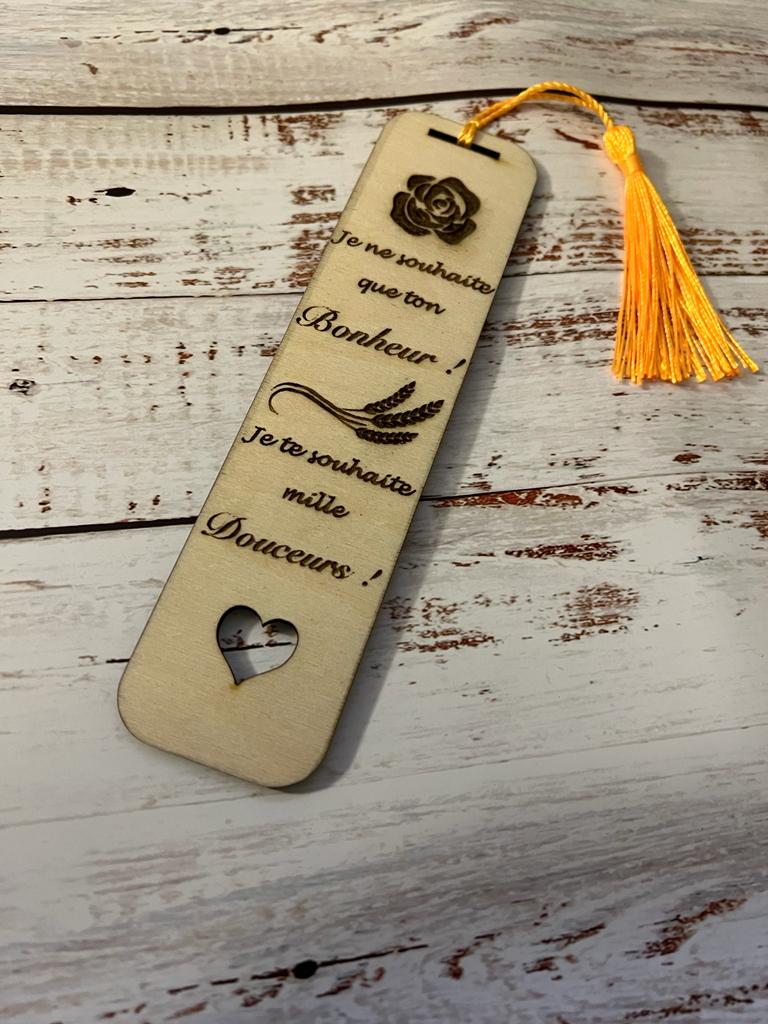 Je ne souhaite
que ton
Bonheur !
Je te souhaite
mille
Douceurs !